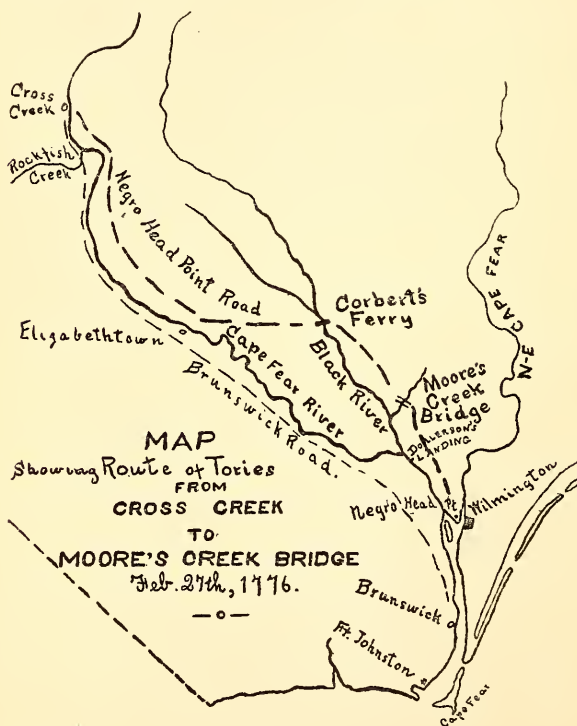 Cross
Creek
Rockfish
Creek
Negro Head Point Road
Corbert's
Ferry
N-E CAPE FEAR
Elizabethtown
Cape Fear River
Black River
Moore's
Creek
Bridge
Brunswick Road.
LANDING
MAP
Showing Route of Tories
FROM
CROSS CREEK
TO
MOORE'S CREEK BRIDGE
Feb. 27th, 1776.
Negro Head Pt.
Wilmington
Brunswick
Ft. Johnston
Cape Fear